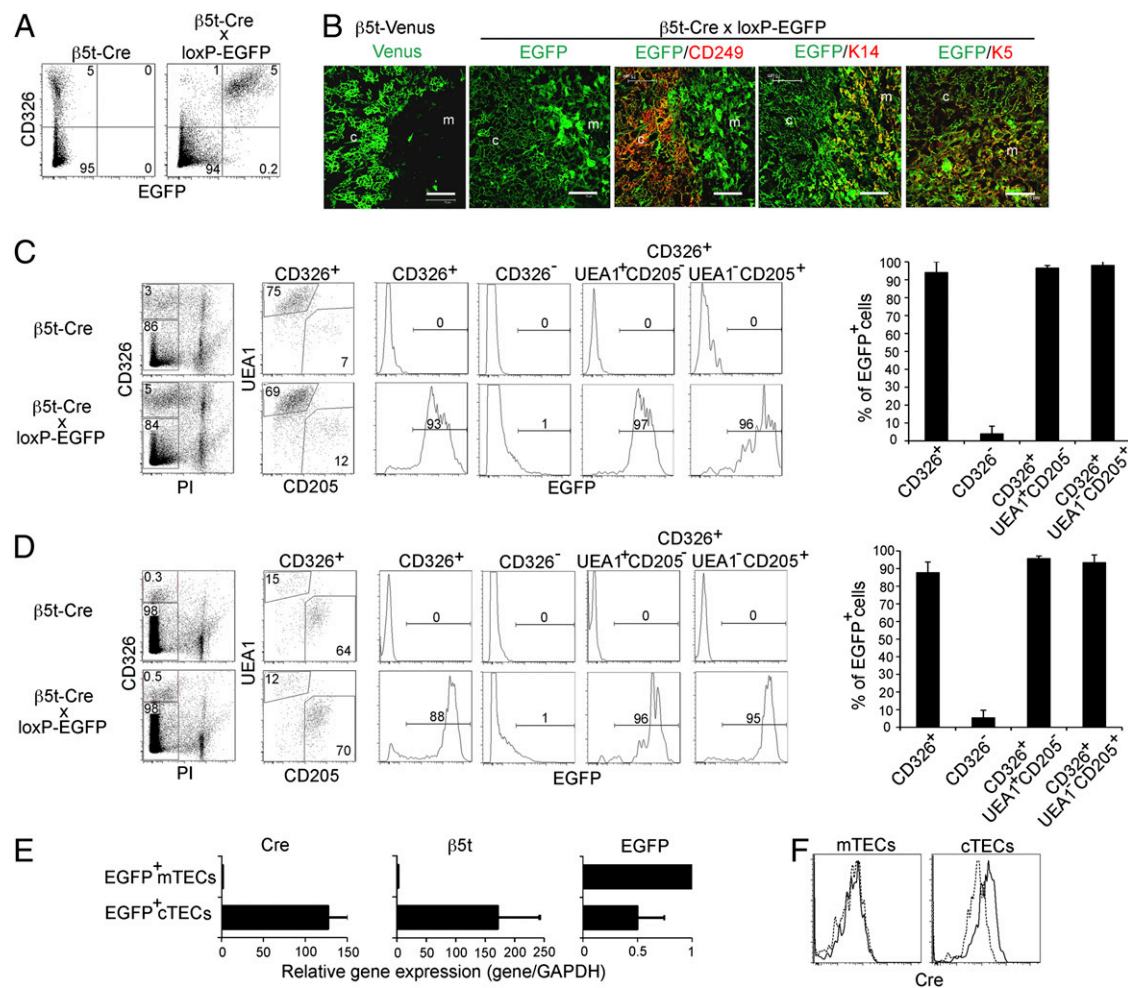 A
β5t-Cre
β5t-Cre
x
loxP-EGFP
5
0
95
0
1
5
94
0.2
CD326
EGFP
B
β5t-Venus
β5t-Cre x loxP-EGFP
Venus
EGFP
EGFP/CD249
EGFP/K14
EGFP/K5
c
m
c
m
c
m
c
m
c
m
C
CD326+
CD326+
CD326-
CD326+
UEA1+CD205-
UEA1-CD205+
β5t-Cre
3
86
75
7
0
0
0
0
β5t-Cre
x
loxP-EGFP
5
84
69
12
93
1
97
96
CD326
PI
UEA1
CD205
EGFP
% of EGFP+cells
100
90
80
70
60
50
40
30
20
10
0
CD326+
CD326-
CD326+
UEA1+CD205-
CD326+
UEA1-CD205+
D
CD326+
CD326+
CD326-
CD326+
UEA1+CD205-
UEA1-CD205+
β5t-Cre
0.3
98
15
64
0
0
0
0
β5t-Cre
x
loxP-EGFP
0.5
98
12
70
88
1
96
95
CD326
PI
UEA1
CD205
EGFP
% of EGFP+cells
100
90
80
70
60
50
40
30
20
10
0
CD326+
CD326-
CD326+
UEA1+CD205-
CD326+
UEA1-CD205+
E
Cre
β5t
EGFP
EGFP+mTECs
EGFP+cTECs
0 50 100 150
0 50 100 150 200 250
0 0.5 1
Relative gene expression (gene/GAPDH)
F
mTECs
cTECs
Cre